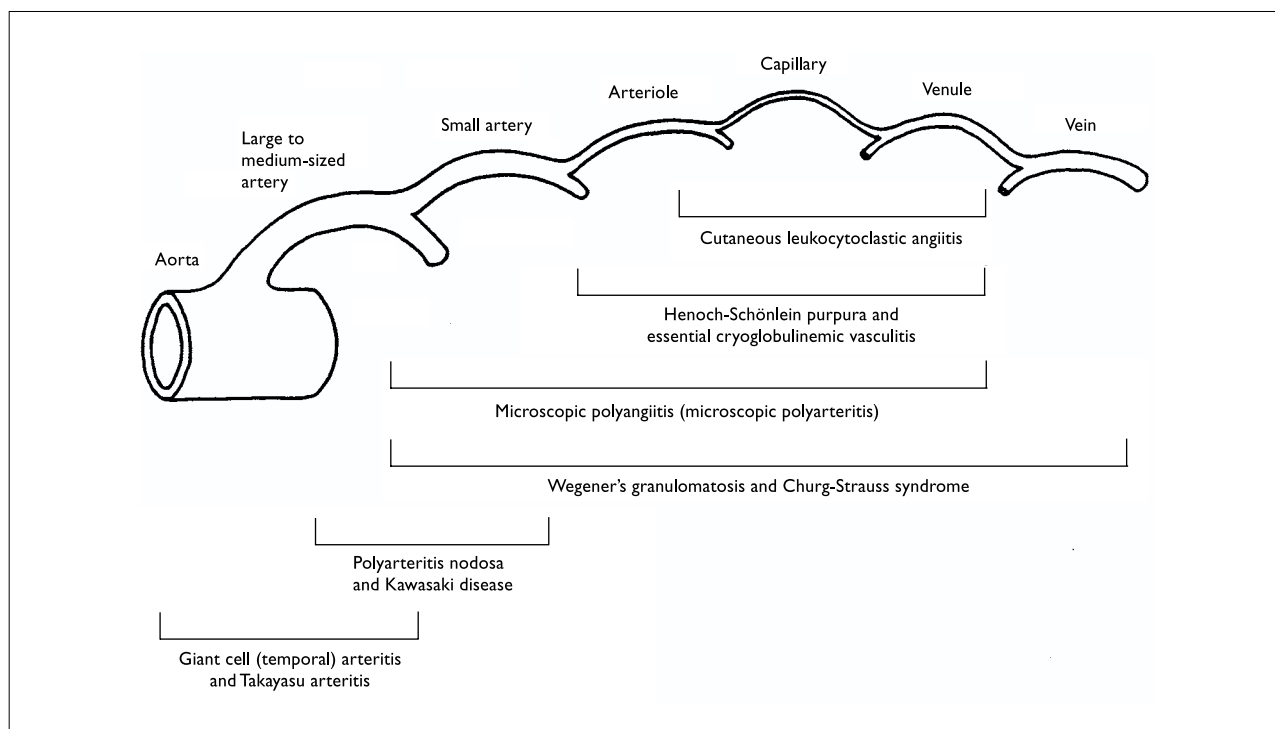 Capillary
Arteriole
Venule
Small artery
Vein
Large to
medium-sized
artery
Aorta
Cutaneous leukocytoclastic angiitis
Henoch-Schönlein purpura and
essential cryoglobulinemic vasculitis
Microscopic polyangiitis (microscopic polyarteritis)
Wegener's granulomatosis and Churg-Strauss syndrome
Polyarteritis nodosa
and Kawasaki disease
Giant cell (temporal) arteritis
and Takayasu arteritis